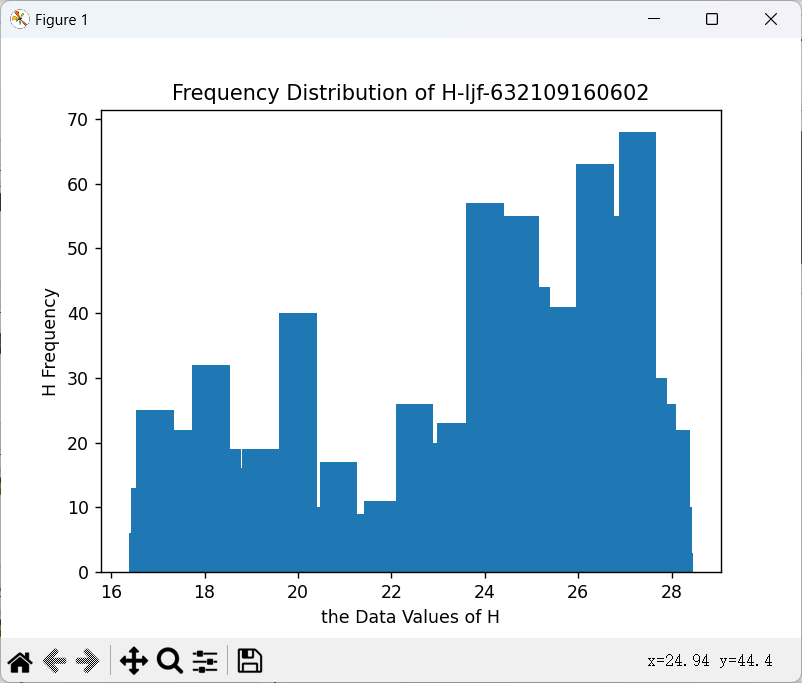 Figure 1
Frequency Distribution of H-ljf-632109160602
70
60
50
40
30
20
10
0
H Frequency
16 18 20 22 24 26 28
the Data Values of H
x=24.94 y=44.4